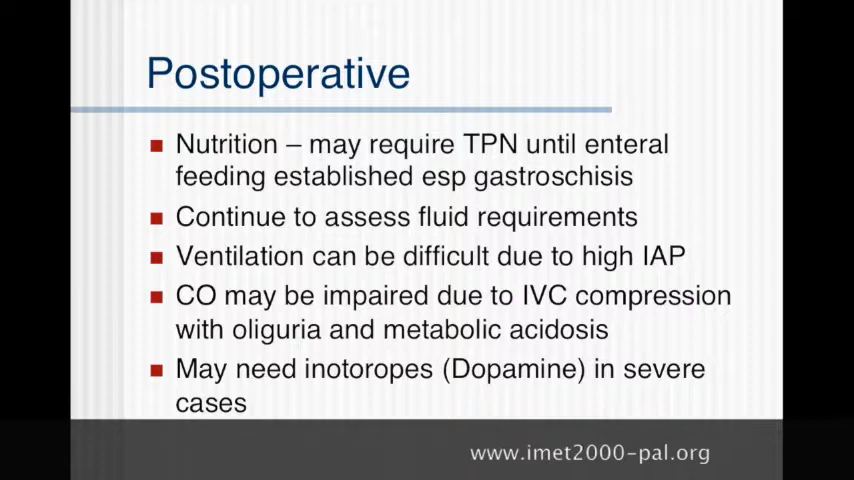 Postoperative
Nutrition – may require TPN until enteral
feeding established esp gastroschisis
Continue to assess fluid requirements
Ventilation can be difficult due to high IAP
CO may be impaired due to IVC compression
with oliguria and metabolic acidosis
May need inotoropes (Dopamine) in severe
cases
www.imet2000-pal.org